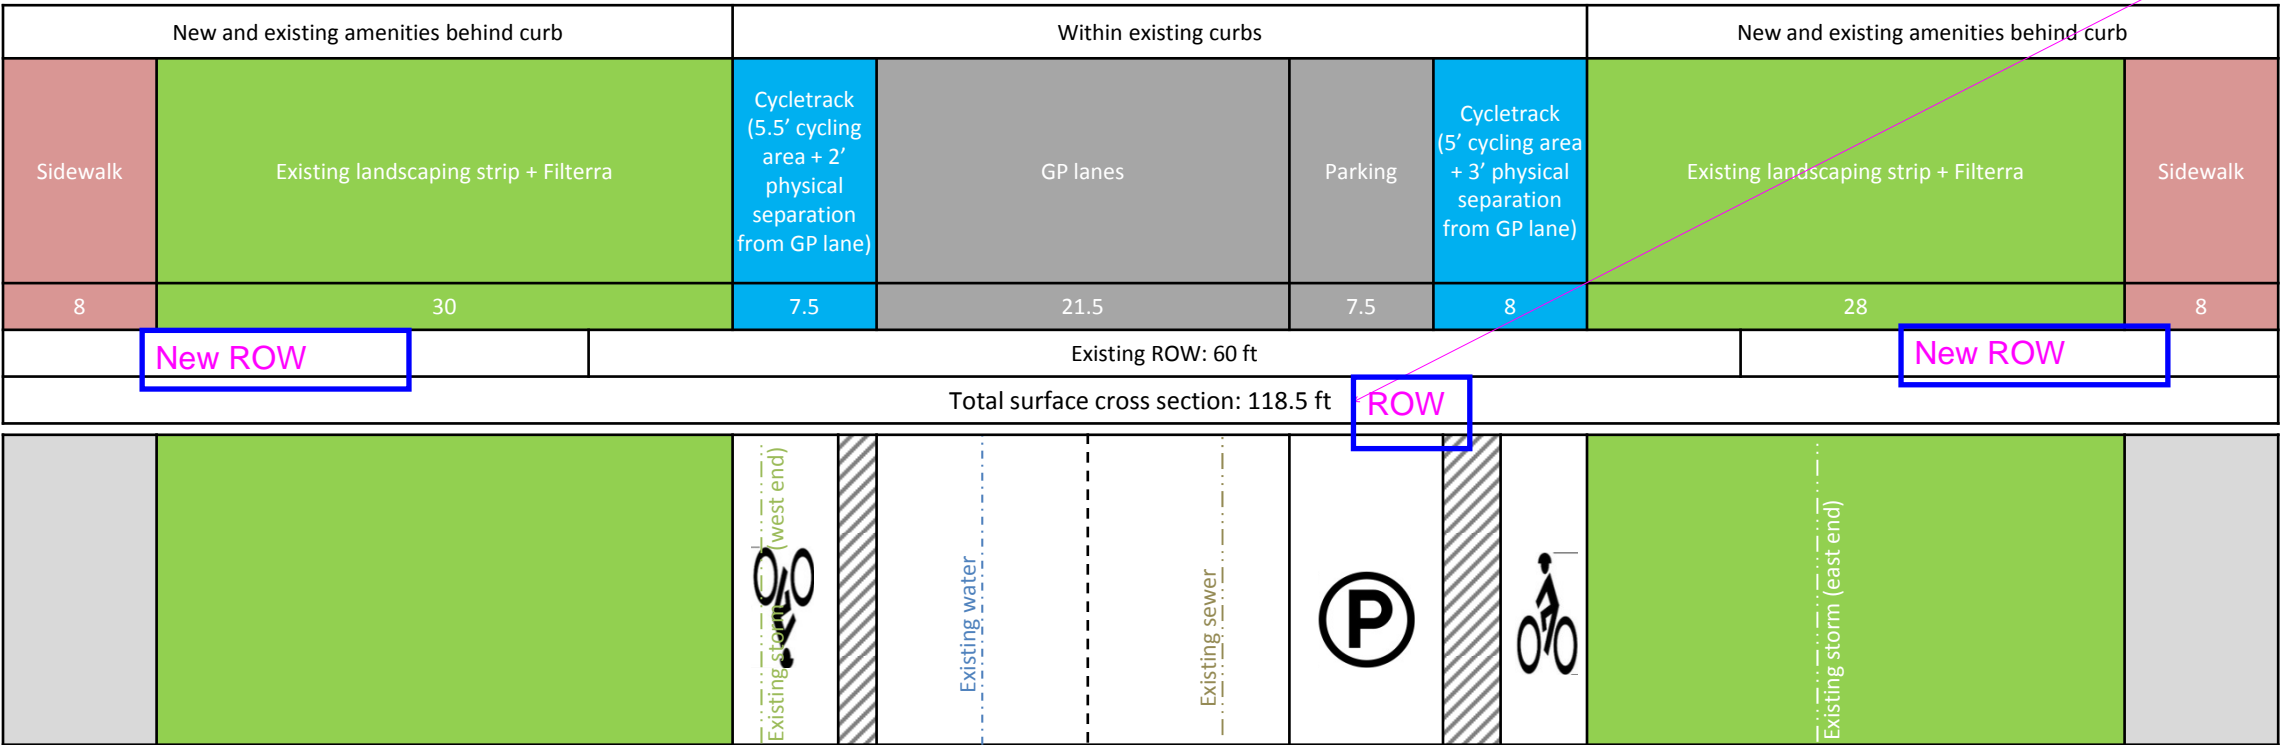 New and existing amenities behind curb
Within existing curbs
New and existing amenities behind curb
Sidewalk
Existing landscaping strip + Filterra
Cycletrack
(5.5’ cycling
area + 2’
physical
separation
from GP lane)
GP lanes
Parking
Cycletrack
(5’ cycling area
+ 3’ physical
separation
from GP lane)
Existing landscaping strip + Filterra
Sidewalk
8
30
7.5
21.5
7.5
8
28
8
New ROW
Existing ROW: 60 ft
New ROW
Total surface cross section: 118.5 ft
ROW
Existing storm (west end)
Existing water
Existing sewer
P
Existing storm (east end)